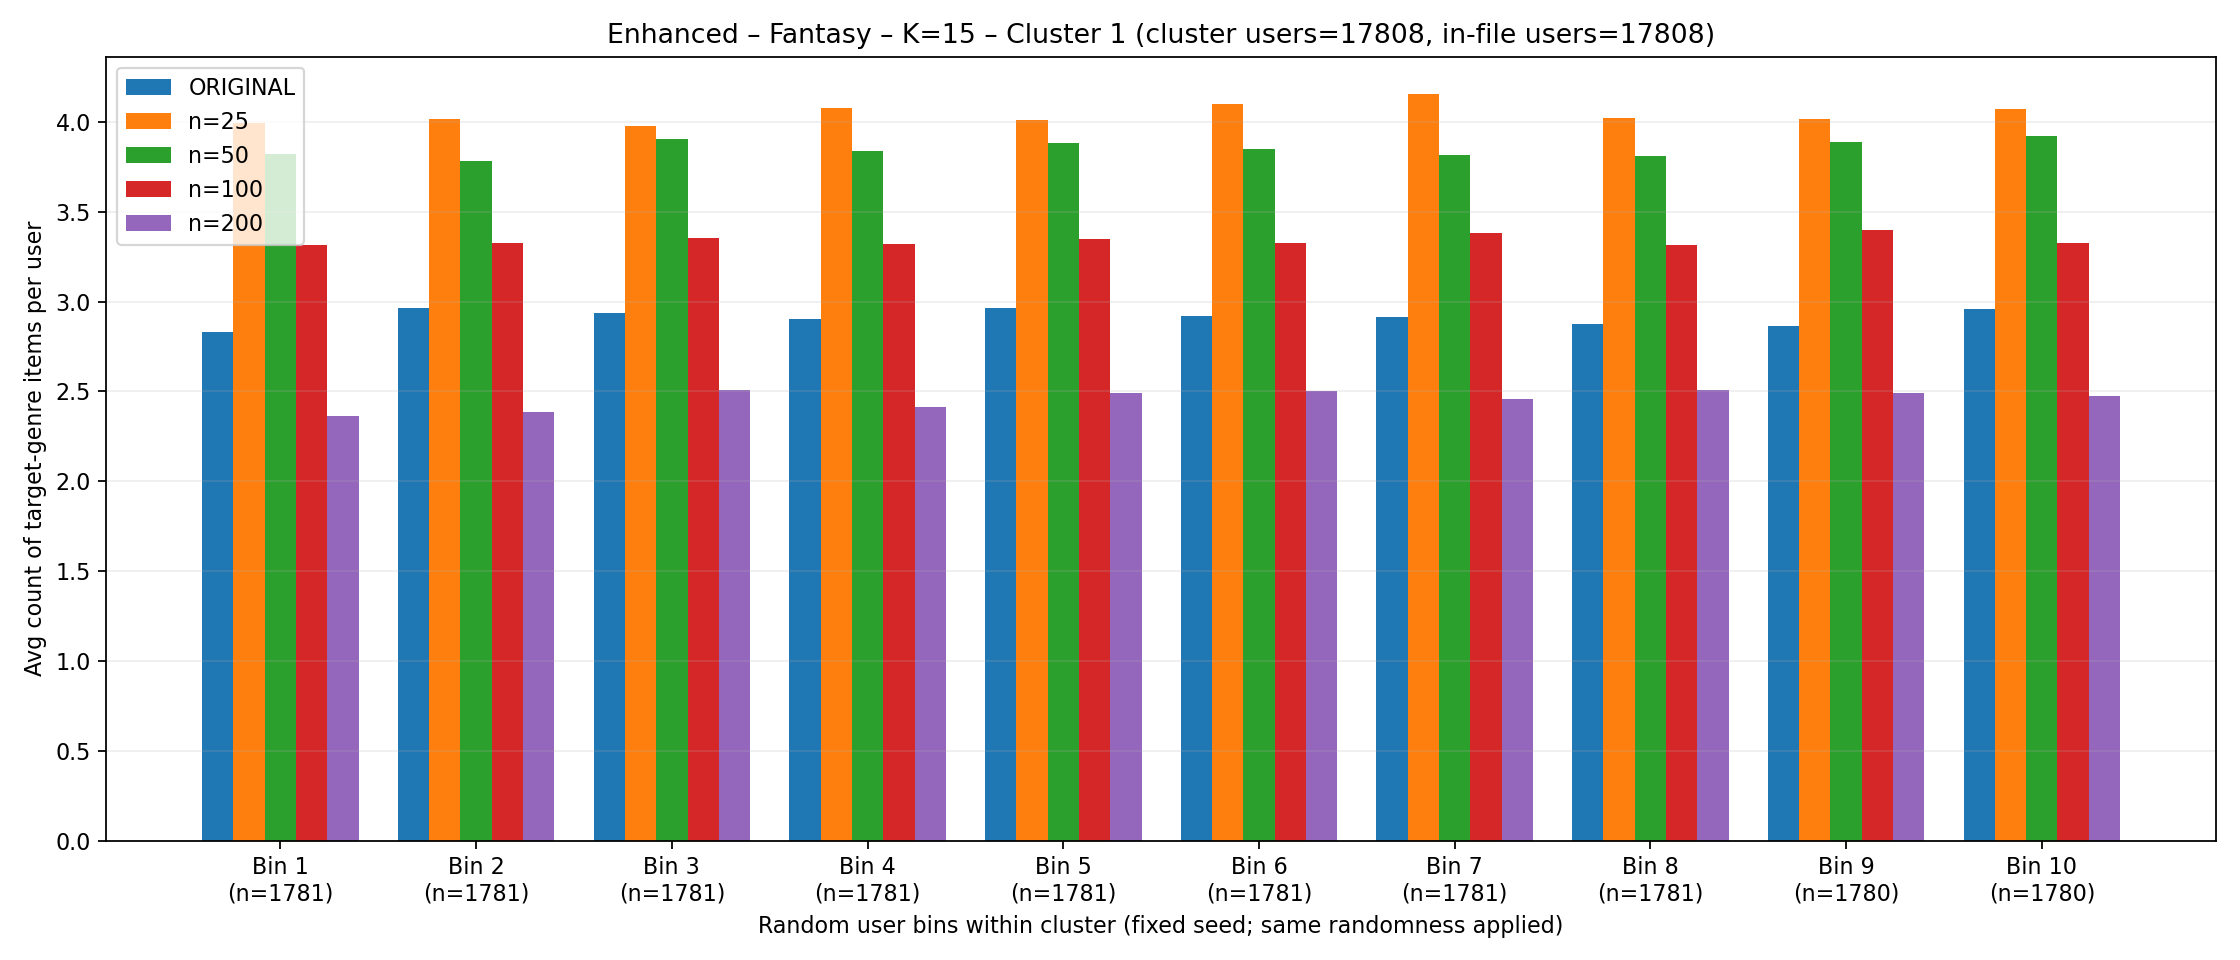 Enhanced – Fantasy – K=15 – Cluster 1 (cluster users=17808, in-file users=17808)
ORIGINAL
n=25
n=50
n=100
n=200
Avg count of target-genre items per user
4.0
3.5
3.0
2.5
2.0
1.5
1.0
0.5
0.0
Bin 1 Bin 2 Bin 3 Bin 4 Bin 5 Bin 6 Bin 7 Bin 8 Bin 9 Bin 10
(n=1781) (n=1781) (n=1781) (n=1781) (n=1781) (n=1781) (n=1781) (n=1781) (n=1780) (n=1780)
Random user bins within cluster (fixed seed; same randomness applied)